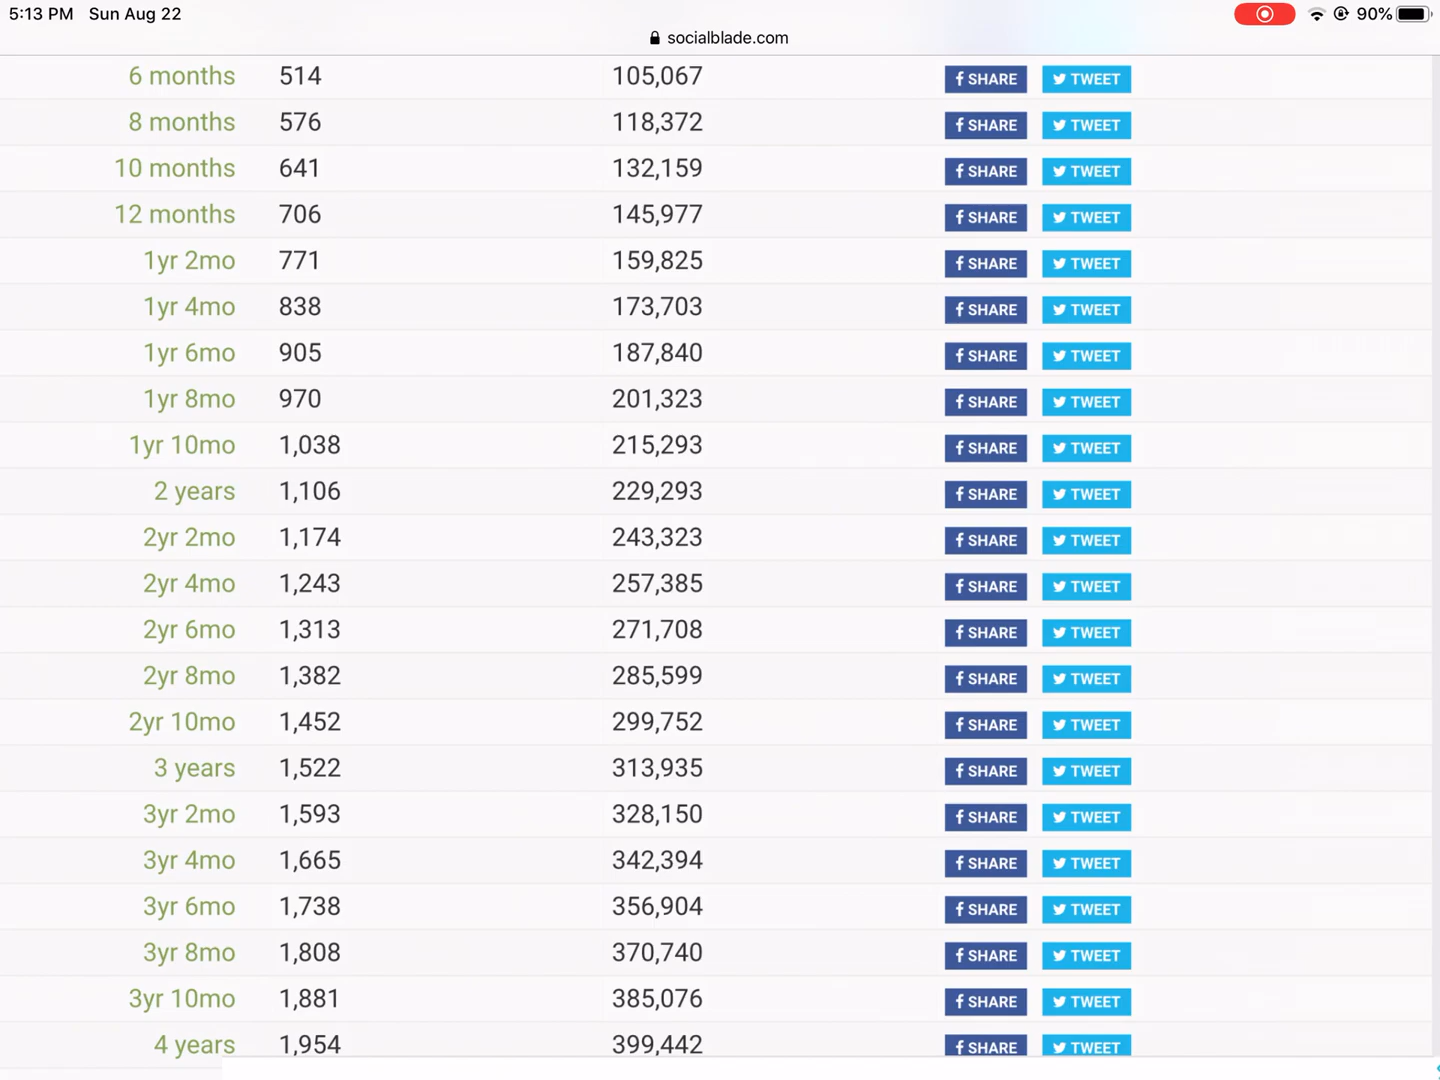 5:13 PM Sun Aug 22 90%
socialblade.com
6 months 514 105,067 SHARE TWEET
8 months 576 118,372 SHARE TWEET
10 months 641 132,159 SHARE TWEET
12 months 706 145,977 SHARE TWEET
1yr 2mo 771 159,825 SHARE TWEET
1yr 4mo 838 173,703 SHARE TWEET
1yr 6mo 905 187,840 SHARE TWEET
1yr 8mo 970 201,323 SHARE TWEET
1yr 10mo 1,038 215,293 SHARE TWEET
2 years 1,106 229,293 SHARE TWEET
2yr 2mo 1,174 243,323 SHARE TWEET
2yr 4mo 1,243 257,385 SHARE TWEET
2yr 6mo 1,313 271,708 SHARE TWEET
2yr 8mo 1,382 285,599 SHARE TWEET
2yr 10mo 1,452 299,752 SHARE TWEET
3 years 1,522 313,935 SHARE TWEET
3yr 2mo 1,593 328,150 SHARE TWEET
3yr 4mo 1,665 342,394 SHARE TWEET
3yr 6mo 1,738 356,904 SHARE TWEET
3yr 8mo 1,808 370,740 SHARE TWEET
3yr 10mo 1,881 385,076 SHARE TWEET
4 years 1,954 399,442 SHARE TWEET